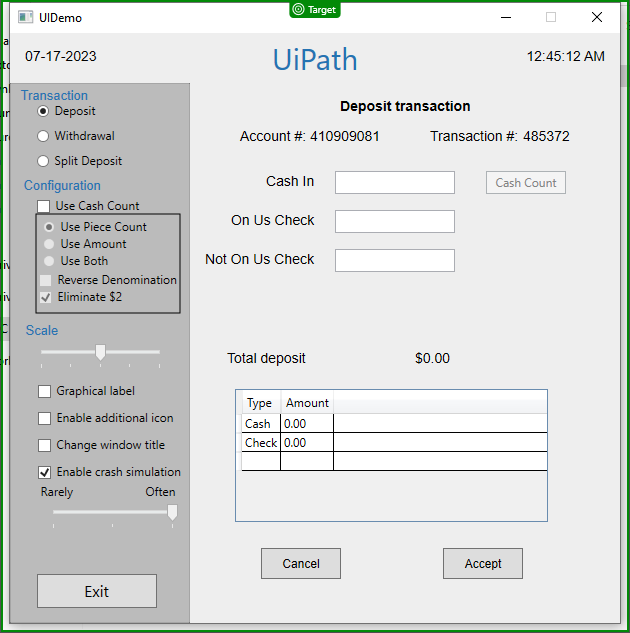 Target
UIDemo
07-17-2023
UiPath
12:45:12 AM
Transaction
Deposit
Withdrawal
Split Deposit
Configuration
Use Cash Count
Use Piece Count
Use Amount
Use Both
Reverse Denomination
Eliminate $2
Scale
Graphical label
Enable additional icon
Change window title
Enable crash simulation
Rarely Often
Exit
Deposit transaction
Account #: 410909081 Transaction #: 485372
Cash In Cash Count
On Us Check
Not On Us Check
Total deposit $0.00
Type Amount
Cash 0.00
Check 0.00
Cancel Accept